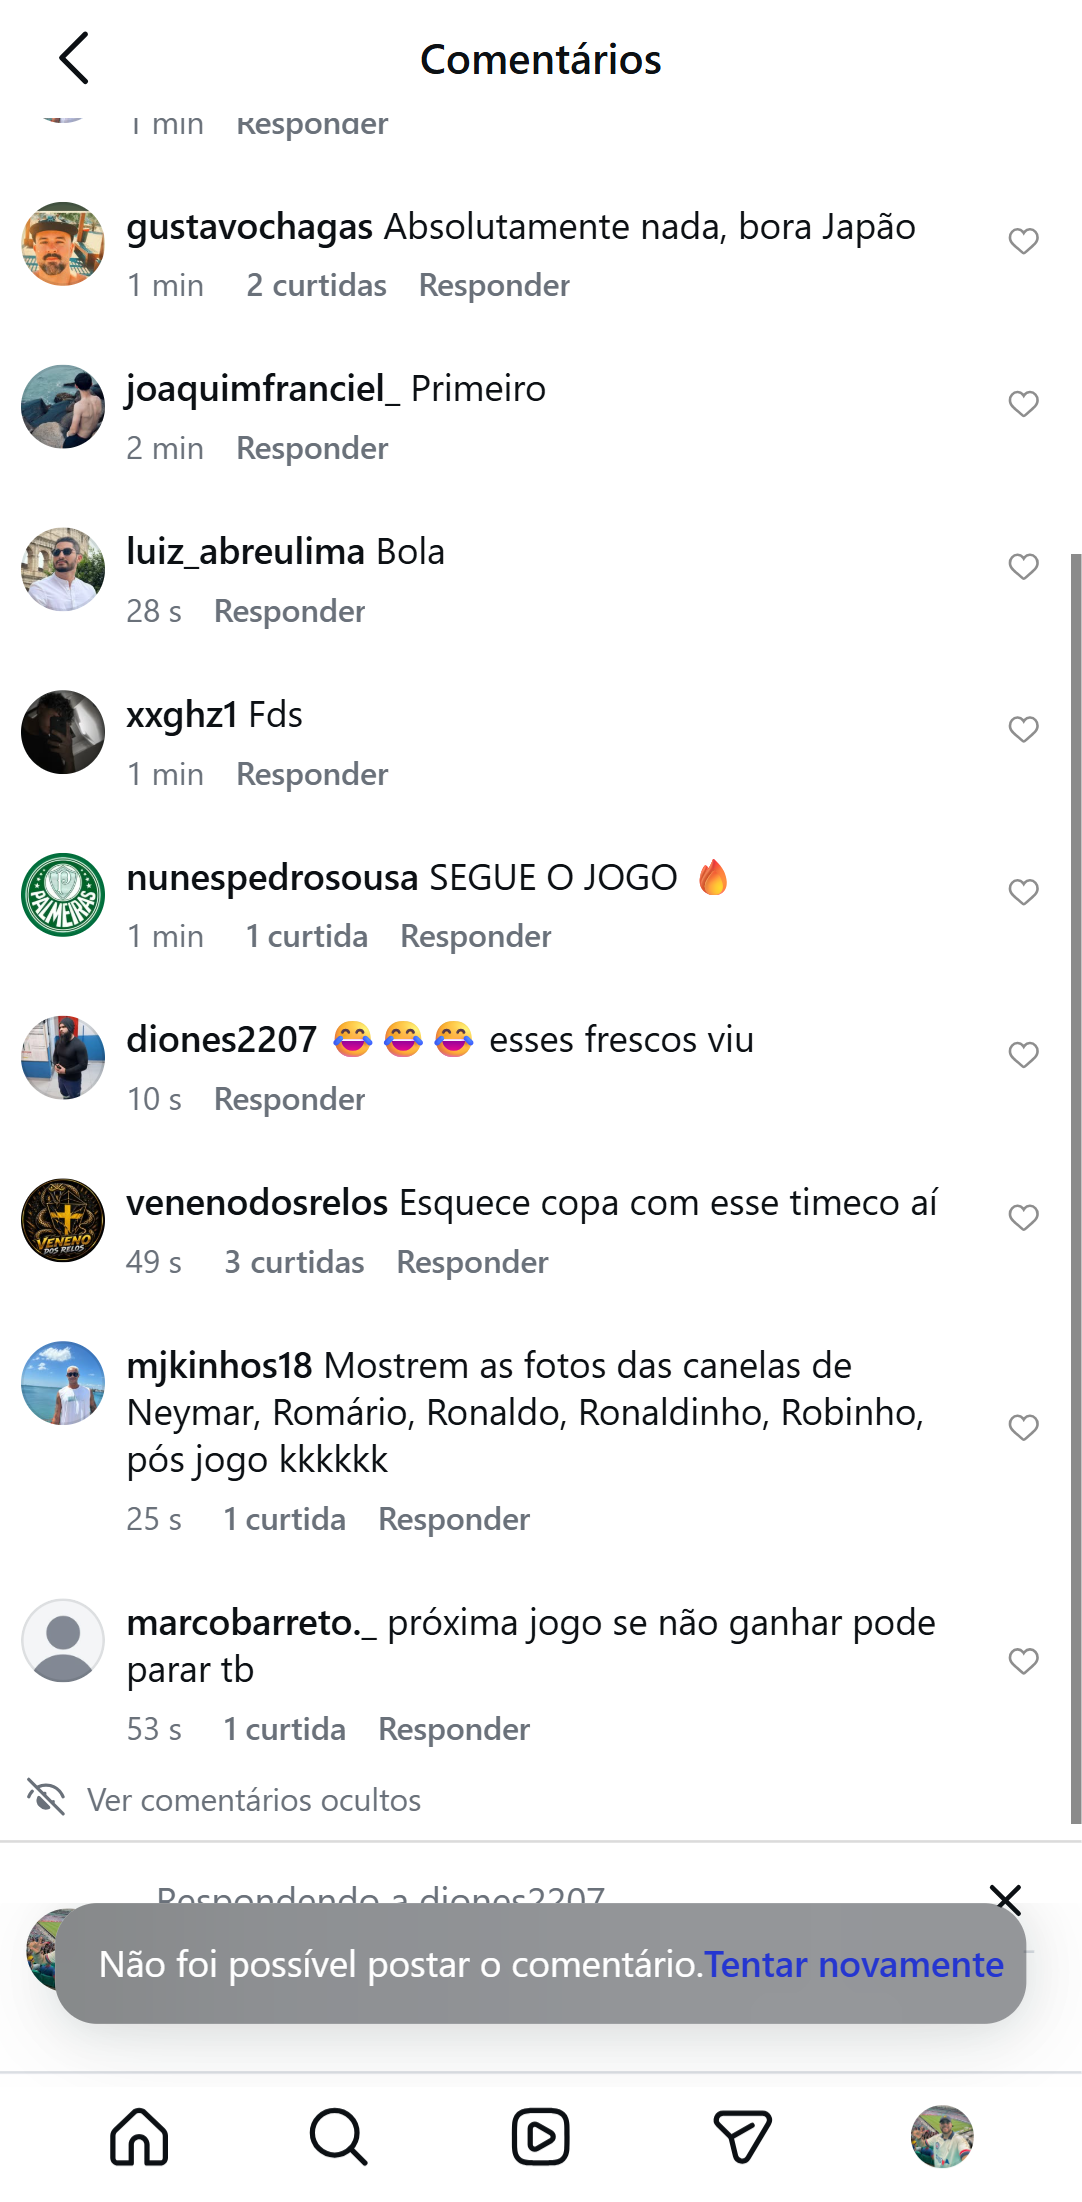 Comentários
1 min Responder
gustavochagas Absolutamente nada, bora Japão
1 min 2 curtidas Responder
joaquimfranciel_ Primeiro
2 min Responder
luiz_abreulima Bola
28 s Responder
xxghz1 Fds
1 min Responder
PALMEIRAS
nunespedrosousa SEGUE O JOGO 🔥
1 min 1 curtida Responder
diones2207 😂😂😂 esses frescos viu
10 s Responder
VENENO
DOS RELOS
venenodosrelos Esquece copa com esse timeco aí
49 s 3 curtidas Responder
mjkinhos18 Mostrem as fotos das canelas de
Neymar, Romário, Ronaldo, Ronaldinho, Robinho,
pós jogo kkkkkk
25 s 1 curtida Responder
marcobarreto._ próxima jogo se não ganhar pode
parar tb
53 s 1 curtida Responder
Ver comentários ocultos
Respondendo a diones2207
Não foi possível postar o comentário.Tentar novamente